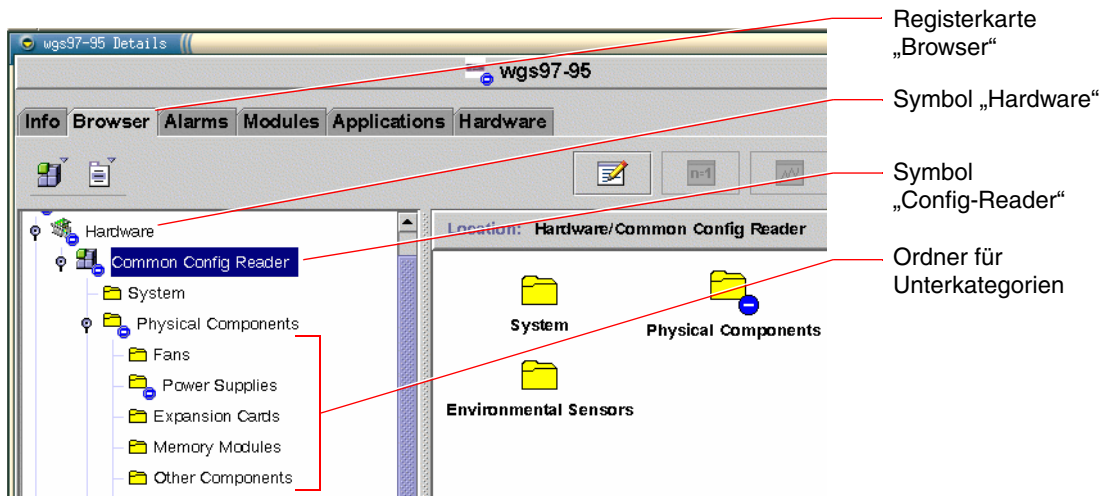 wgs97-95 Details
wgs97-95
Info Browser Alarms Modules Applications Hardware
n=1
Hardware
Common Config Reader
System
Physical Components
Fans
Power Supplies
Expansion Cards
Memory Modules
Other Components
Location: Hardware/Common Config Reader
System
Physical Components
Environmental Sensors
Registerkarte
„Browser“
Symbol „Hardware“
Symbol
„Config-Reader“
Ordner für
Unterkategorien